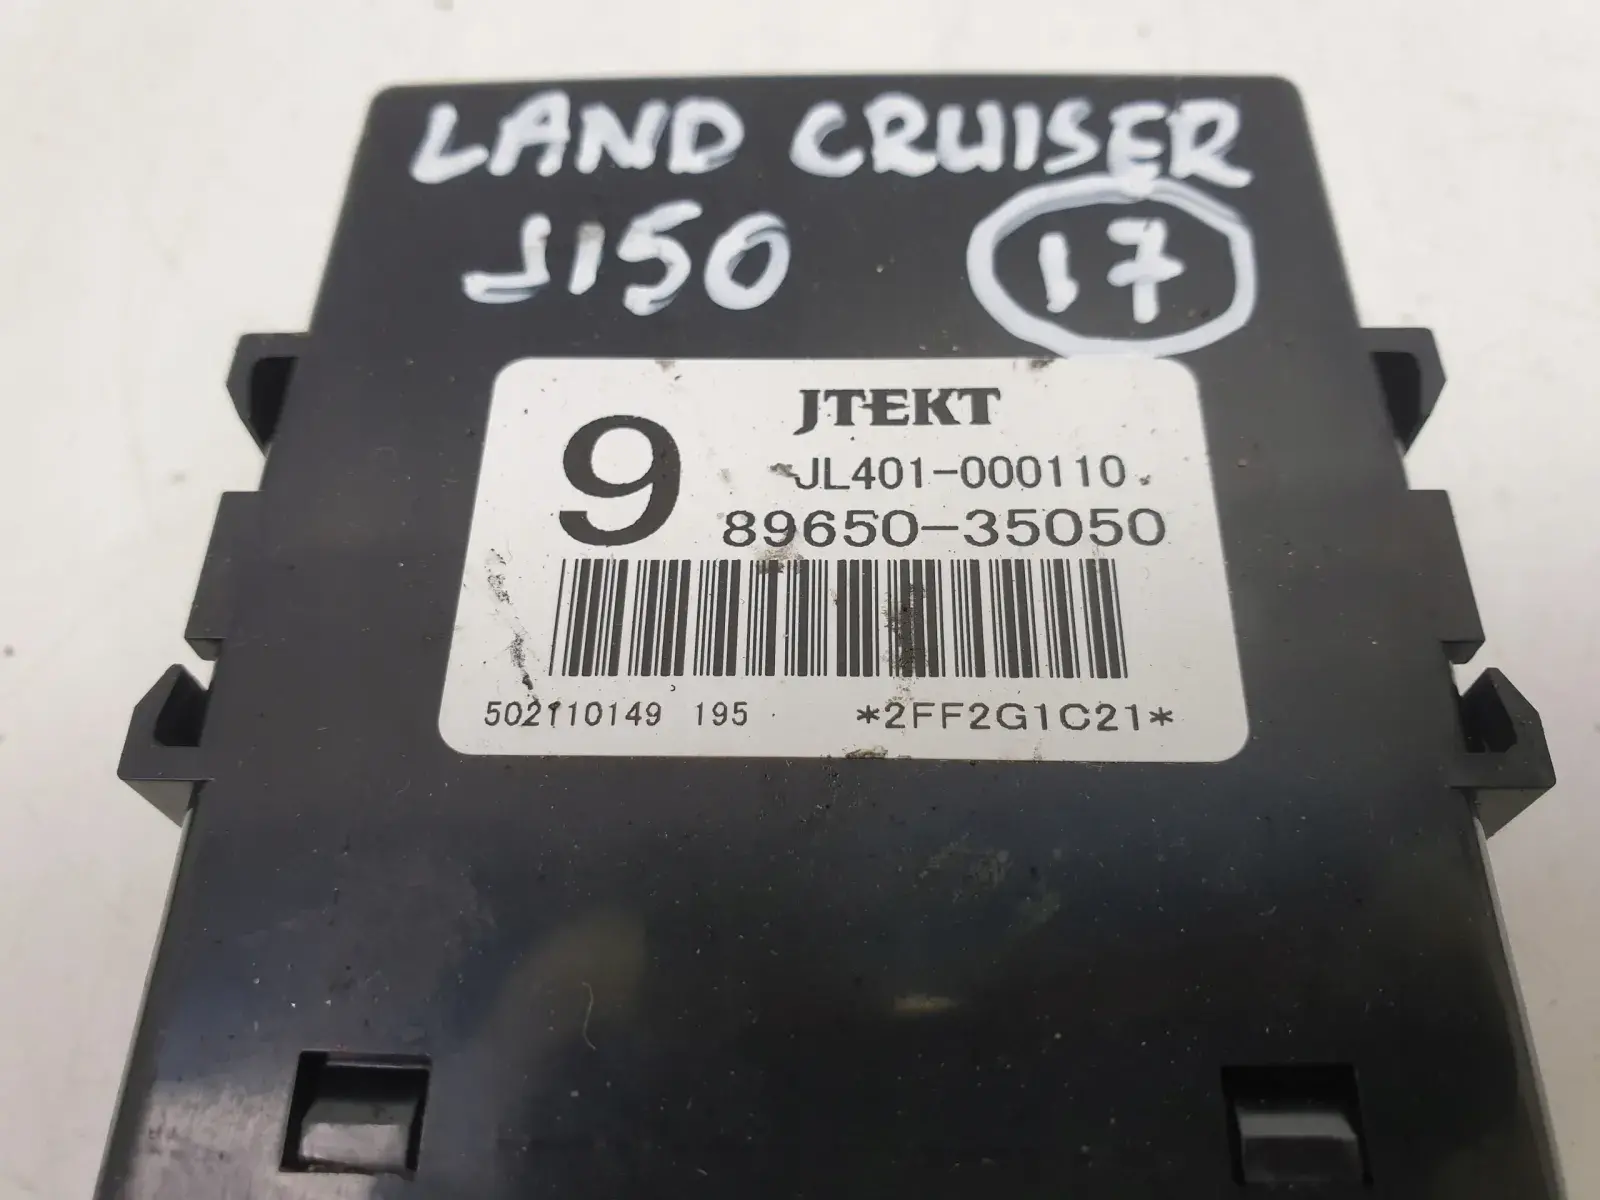 LAND CRUISER
J150 17
JTEKT
9 JL401-000110
89650-35050
502110149 195 *2FF2G1C21*